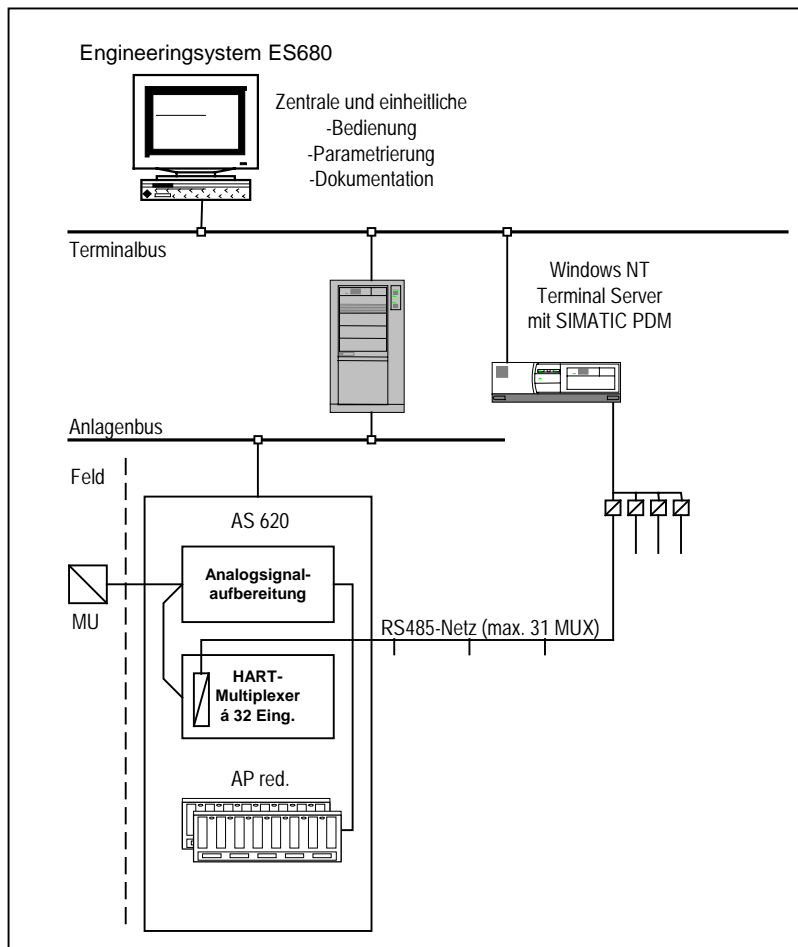 Engineeringsystem ES680
Zentrale und einheitliche
-Bedienung
-Parametrierung
-Dokumentation
Terminalbus
Windows NT
Terminal Server
mit SIMATIC PDM
Anlagenbus
Feld
AS 620
Analogsignal-
aufbereitung
MU
RS485-Netz (max. 31 MUX)
HART-
Multiplexer
á 32 Eing.
AP red.